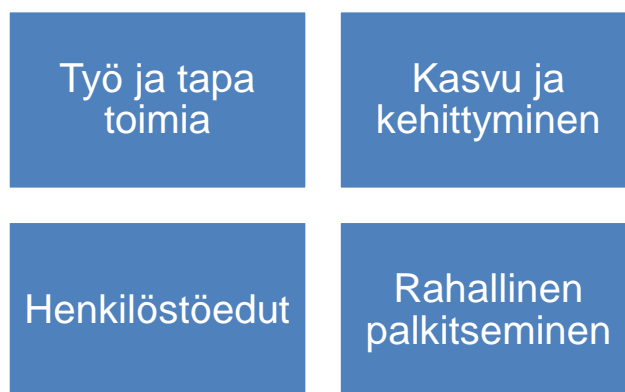 Työ ja tapa
toimia
Kasvu ja
kehittyminen
Henkilöstöedut
Rahallinen
palkitseminen